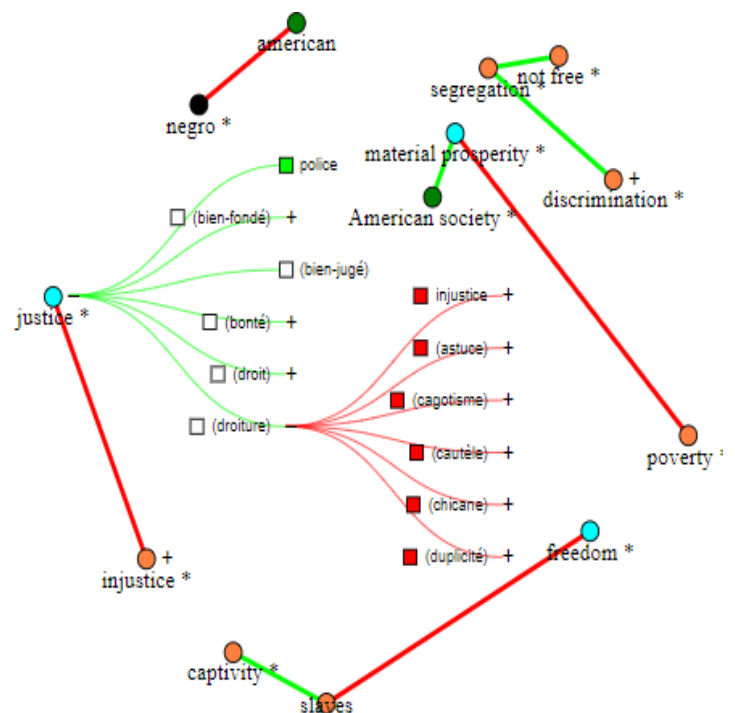 american
negro *
not free *
segregation *
material prosperity *
police
+
discrimination *
American society *
(bien-fondé) +
(bien-jugé)
−
justice *
injustice +
(bonté) +
(astuce) +
(droit) +
(cagotisme) +
(droiture) −
poverty *
(cautèle) +
(chicane) +
freedom *
(duplicité) +
+
injustice *
captivity *
slaves